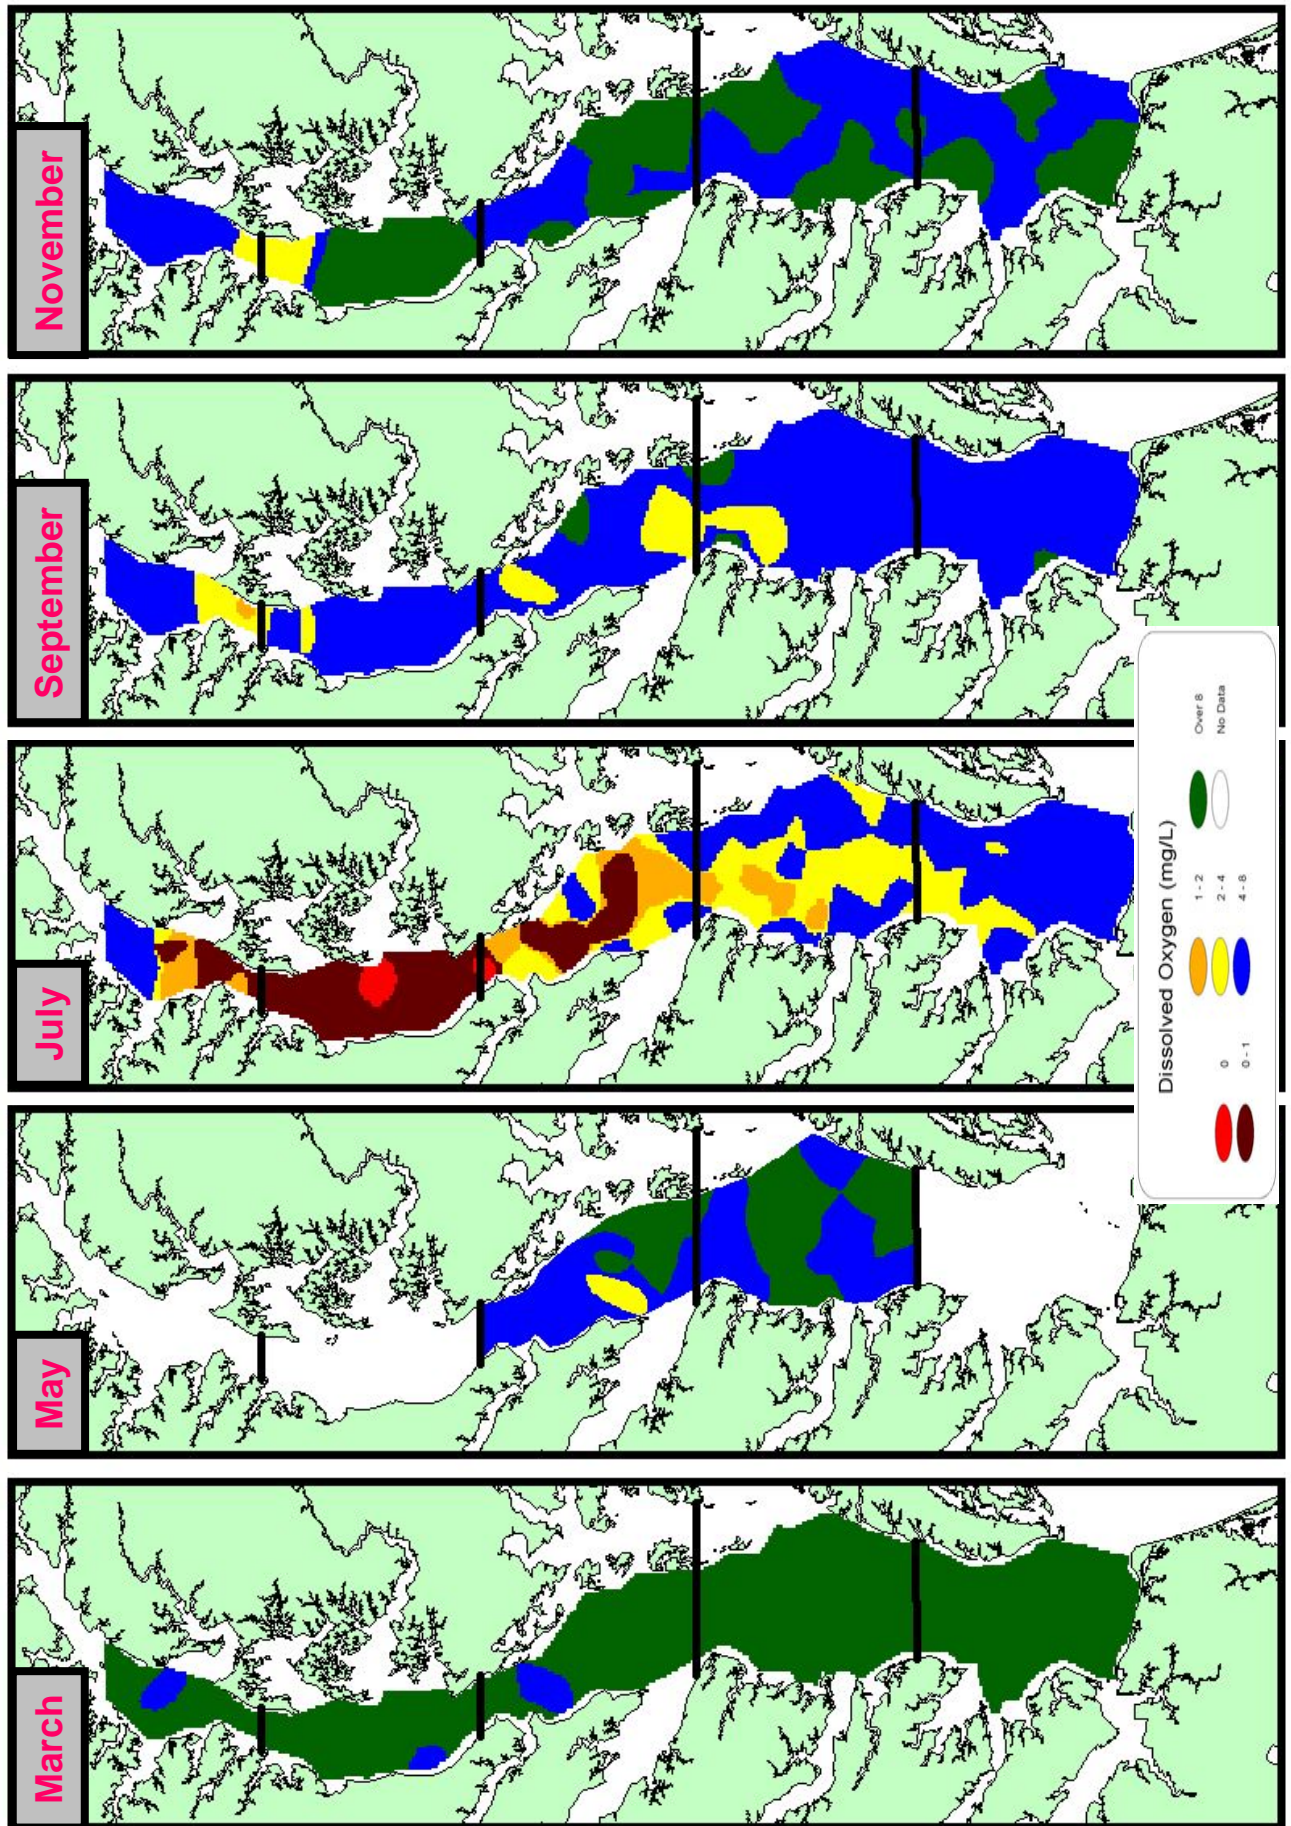 March
May
July
September
November
Dissolved Oxygen (mg/L)
0
0 - 1
1 - 2
2 - 4
4 - 8
Over 8
No Data